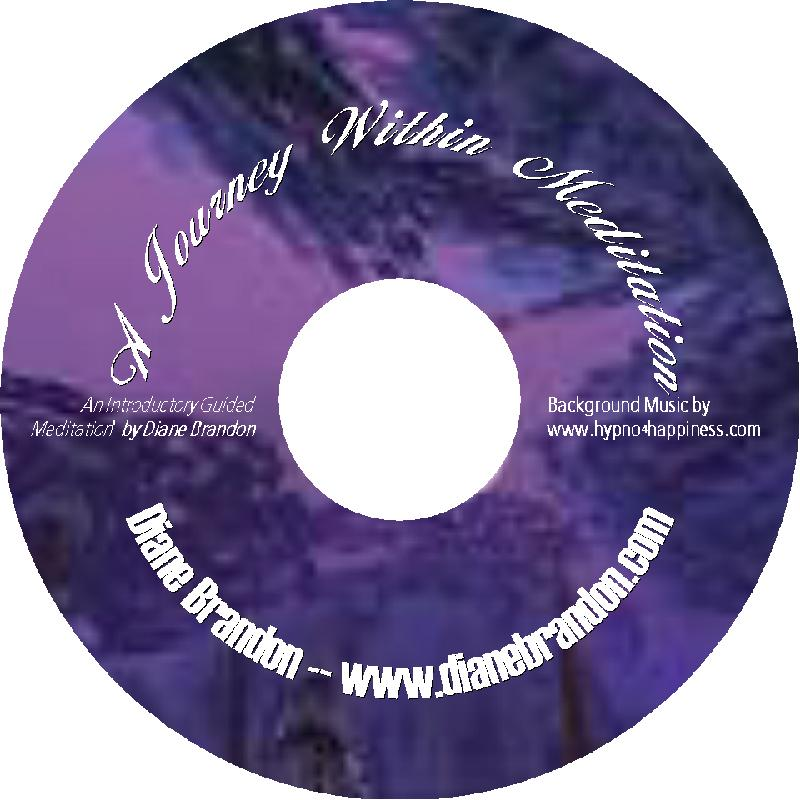 A Journey Within Meditation
An Introductory Guided
Meditation by Diane Brandon
Background Music by
www.hypno4happiness.com
Diane Brandon -- www.dianebrandon.com